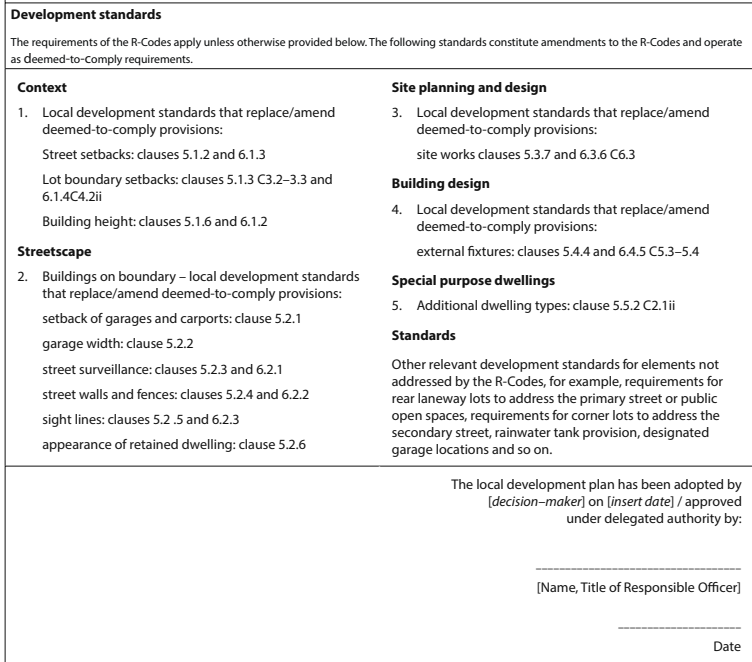 Development standards
The requirements of the R-Codes apply unless otherwise provided below. The following standards constitute amendments to the R-Codes and operate
as deemed-to-comply requirements.
Context
1. Local development standards that replace/amend
deemed-to-comply provisions:
Street setbacks: clauses 5.1.2 and 6.1.3
Lot boundary setbacks: clauses 5.1.3 C3.2–3.3 and
6.1.4C4.2ii
Building height: clauses 5.1.6 and 6.1.2
Streetscape
2. Buildings on boundary – local development standards
that replace/amend deemed-to-comply provisions:
setback of garages and carports: clause 5.2.1
garage width: clause 5.2.2
street surveillance: clauses 5.2.3 and 6.2.1
street walls and fences: clauses 5.2.4 and 6.2.2
sight lines: clauses 5.2 .5 and 6.2.3
appearance of retained dwelling: clause 5.2.6
Site planning and design
3. Local development standards that replace/amend
deemed-to-comply provisions:
site works clauses 5.3.7 and 6.3.6 C6.3
Building design
4. Local development standards that replace/amend
deemed-to-comply provisions:
external fixtures: clauses 5.4.4 and 6.4.5 C5.3–5.4
Special purpose dwellings
5. Additional dwelling types: clause 5.5.2 C2.1ii
Standards
Other relevant development standards for elements not
addressed by the R-Codes, for example, requirements for
rear laneway lots to address the primary street or public
open spaces, requirements for corner lots to address the
secondary street, rainwater tank provision, designated
garage locations and so on.
The local development plan has been adopted by
[decision–maker] on [insert date] / approved
under delegated authority by:
___________________________________
[Name, Title of Responsible Officer]
_____________________
Date